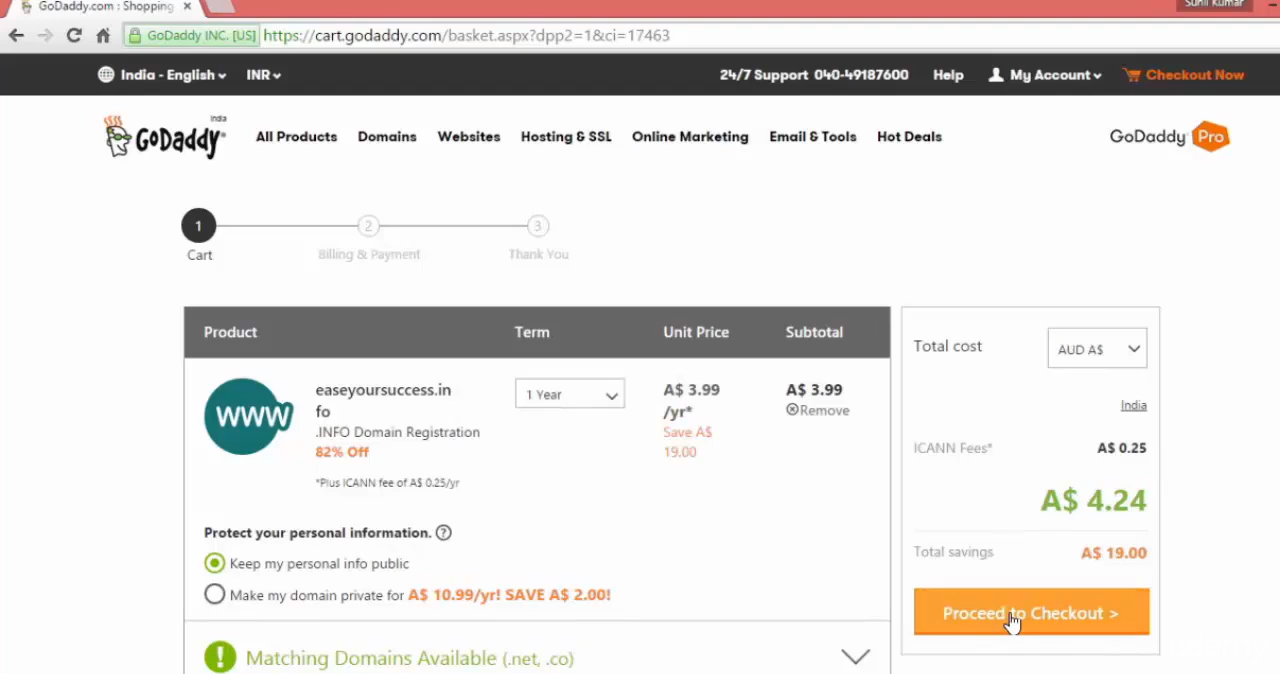 GoDaddy.com : Shopping
Sunil Kumar
GoDaddy INC. [US] https://cart.godaddy.com/basket.aspx?dpp2=1&ci=17463
India - English INR 24/7 Support 040-49187600 Help My Account Checkout Now
India
GoDaddy All Products Domains Websites Hosting & SSL Online Marketing Email & Tools Hot Deals GoDaddy Pro
1 2 3
Cart Billing & Payment Thank You
Product Term Unit Price Subtotal
easeyoursuccess.in
fo
.INFO Domain Registration
82% Off
*Plus ICANN fee of A$ 0.25/yr
www
1 Year
A$ 3.99
/yr*
Save A$
19.00
A$ 3.99
Remove
Protect your personal information. ?
Keep my personal info public
Make my domain private for A$ 10.99/yr! SAVE A$ 2.00!
! Matching Domains Available (.net, .co)
Total cost AUD A$
India
ICANN Fees* A$ 0.25
A$ 4.24
Total savings A$ 19.00
Proceed to Checkout >